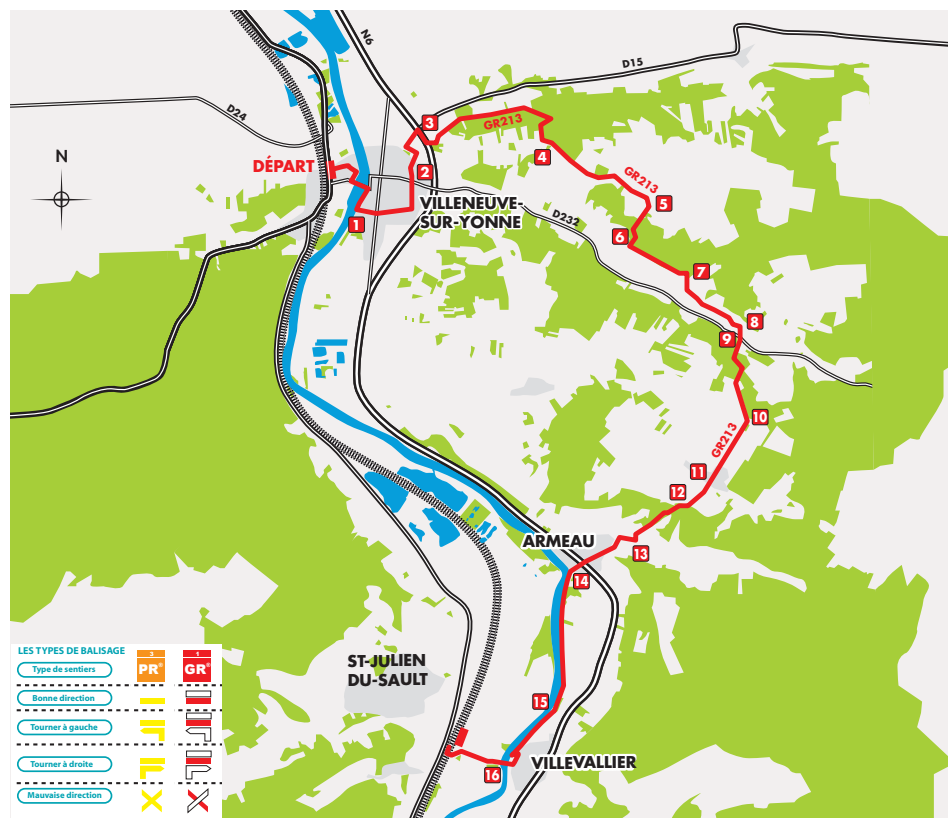 N6
D15
D24
N
3
GR213
DÉPART
4
2
GR213
VILLENEUVE-
SUR-YONNE
5
D232
1
6
7
8
9
10
GR213
11
12
ARMEAU
13
14
ST-JULIEN
DU-SAULT
15
VILLEVALLIER
16
LES TYPES DE BALISAGE
3
1
Type de sentiers
PR®
GR®
Bonne direction
Tourner à gauche
Tourner à droite
Mauvaise direction